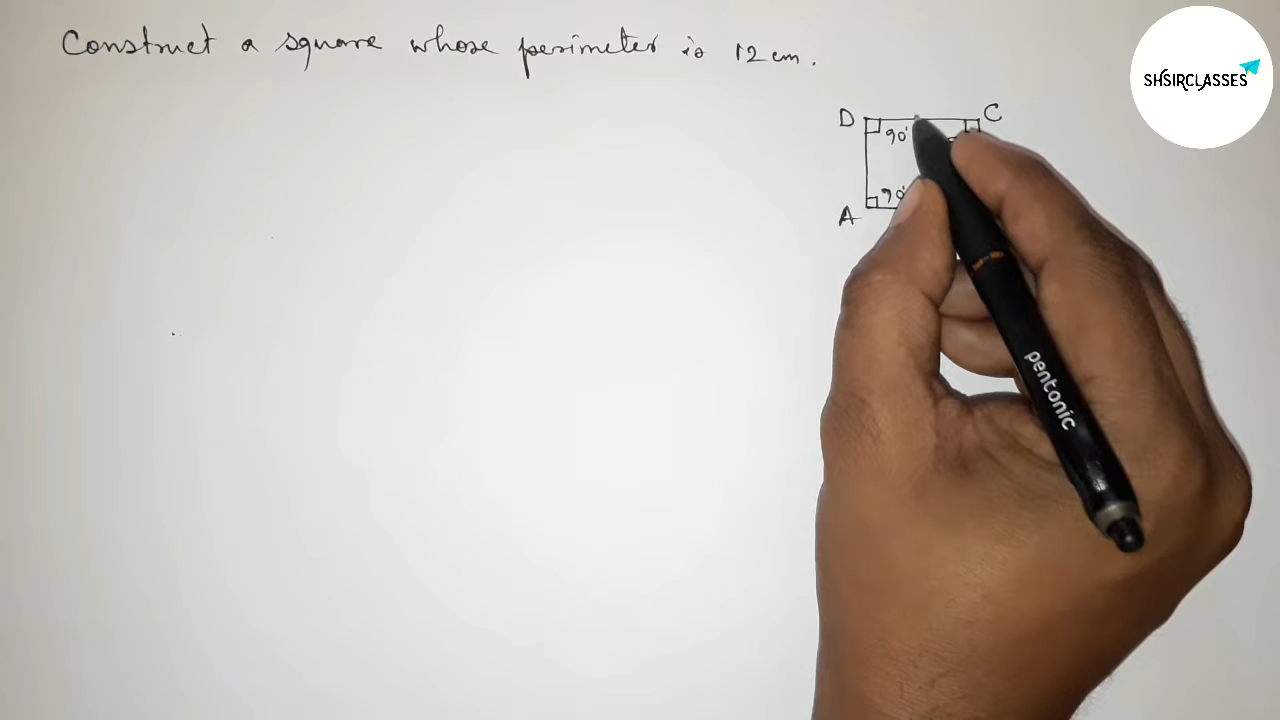 Construct a square whose perimeter is 12 cm.
SHSIRCLASSES
D C
90°
90°
A
pentonic